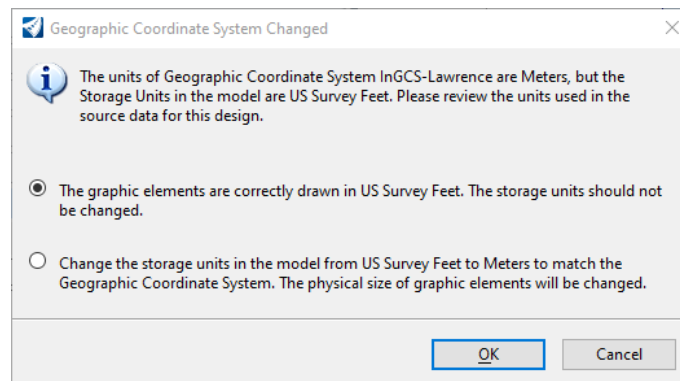 Geographic Coordinate System Changed
The units of Geographic Coordinate System InGCS-Lawrence are Meters, but the
Storage Units in the model are US Survey Feet. Please review the units used in the
source data for this design.
The graphic elements are correctly drawn in US Survey Feet. The storage units should not
be changed.
Change the storage units in the model from US Survey Feet to Meters to match the
Geographic Coordinate System. The physical size of graphic elements will be changed.
OK
Cancel